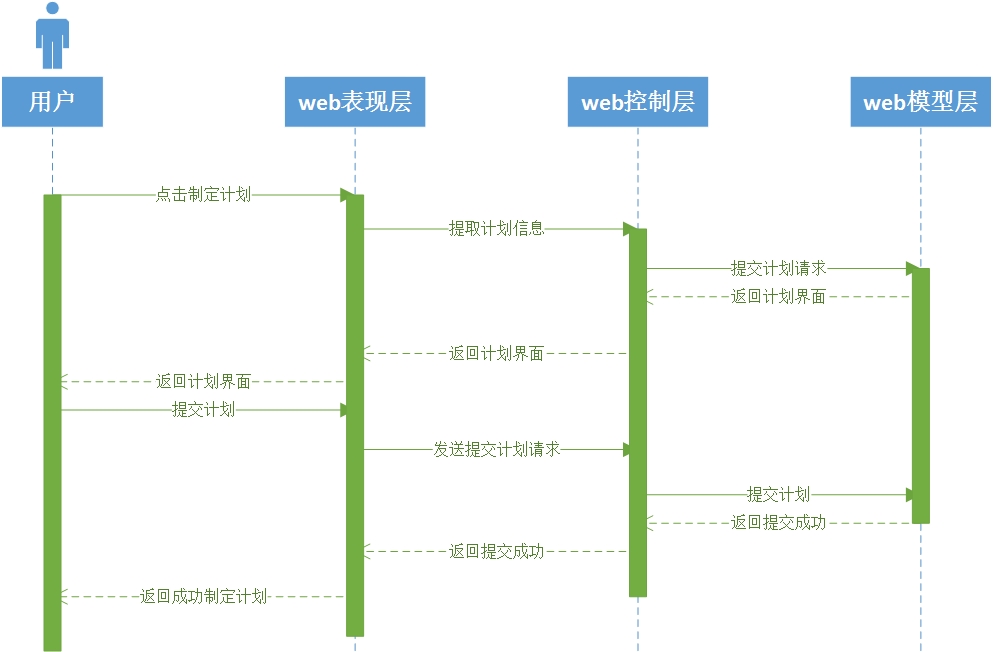 用户
web表现层
web控制层
web模型层
点击制定计划
提取计划信息
提交计划请求
返回计划界面
返回计划界面
返回计划界面
提交计划
发送提交计划请求
提交计划
返回提交成功
返回提交成功
返回成功制定计划